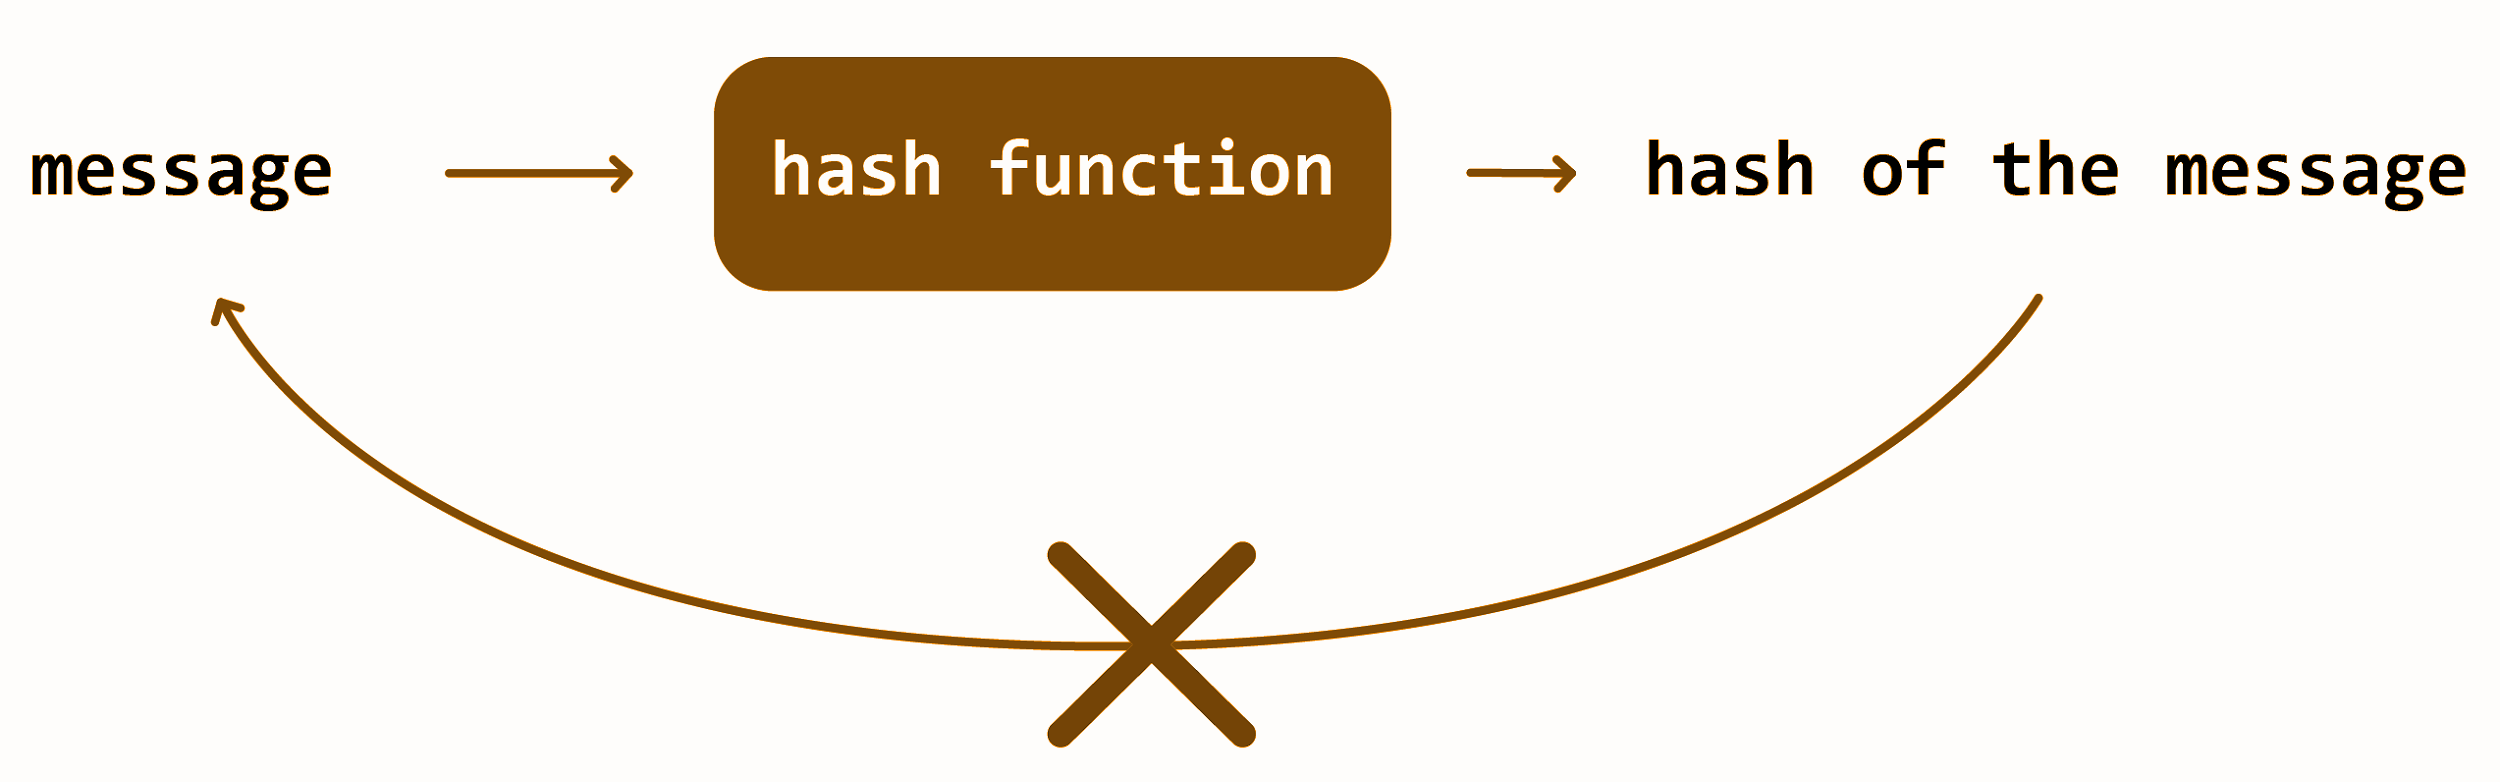 message
hash function
hash of the message